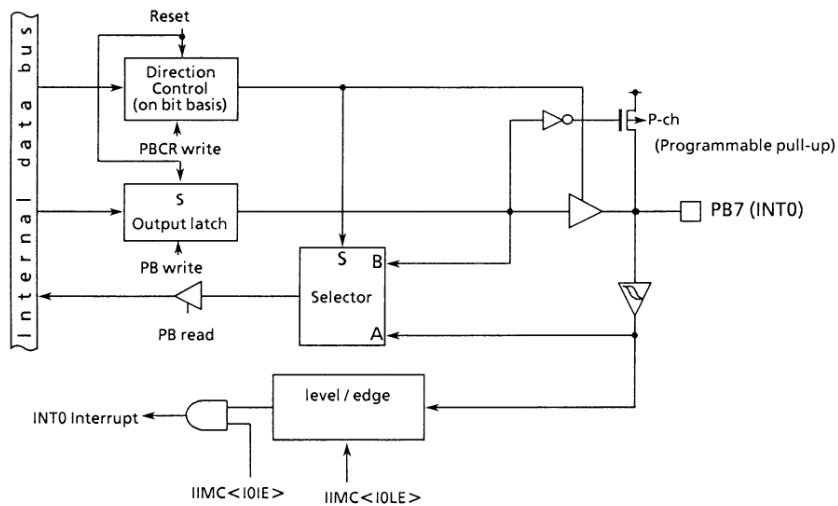 Reset
Internal data bus
Direction
Control
(on bit basis)
P-ch
PBCR write
(Programmable pull-up)
S
Output latch
PB7 (INT0)
PB write
S
B
Selector
PB read
A
level / edge
INT0 Interrupt
IIMC<I0IE>
IIMC<I0LE>